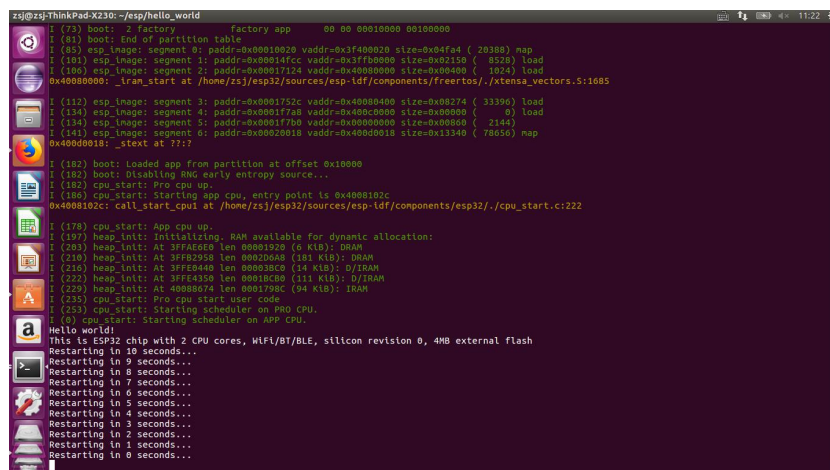 zsj@zsj-ThinkPad-X230: ~/esp/hello_world
11:22
I (73) boot:  2 factory          factory app      00 00 00010000 00100000
I (81) boot: End of partition table
I (85) esp_image: segment 0: paddr=0x00010020 vaddr=0x3f400020 size=0x04fa4 ( 20388) map
I (101) esp_image: segment 1: paddr=0x00014fcc vaddr=0x3ffb0000 size=0x02150 (  8528) load
I (106) esp_image: segment 2: paddr=0x00017124 vaddr=0x40080000 size=0x00400 (  1024) load
0x40080000: _iram_start at /home/zsj/esp32/sources/esp-idf/components/freertos/./xtensa_vectors.S:1685
I (112) esp_image: segment 3: paddr=0x0001752c vaddr=0x40080400 size=0x08274 ( 33396) load
I (134) esp_image: segment 4: paddr=0x0001f7a8 vaddr=0x400c0000 size=0x00000 (     0) load
I (134) esp_image: segment 5: paddr=0x0001f7b0 vaddr=0x00000000 size=0x00860 (  2144)
I (141) esp_image: segment 6: paddr=0x00020018 vaddr=0x400d0018 size=0x13340 ( 78656) map
0x400d0018: _stext at ??:?
I (182) boot: Loaded app from partition at offset 0x10000
I (182) boot: Disabling RNG early entropy source...
I (182) cpu_start: Pro cpu up.
I (186) cpu_start: Starting app cpu, entry point is 0x4008102c
0x4008102c: call_start_cpu1 at /home/zsj/esp32/sources/esp-idf/components/esp32/./cpu_start.c:222
I (178) cpu_start: App cpu up.
I (197) heap_init: Initializing. RAM available for dynamic allocation:
I (203) heap_init: At 3FFAE6E0 len 00001920 (6 KiB): DRAM
I (210) heap_init: At 3FFB2958 len 0002D6A8 (181 KiB): DRAM
I (216) heap_init: At 3FFE0440 len 00003BC0 (14 KiB): D/IRAM
I (222) heap_init: At 3FFE4350 len 0001BCB0 (111 KiB): D/IRAM
I (229) heap_init: At 40088674 len 0001798C (94 KiB): IRAM
I (235) cpu_start: Pro cpu start user code
I (253) cpu_start: Starting scheduler on PRO CPU.
I (0) cpu_start: Starting scheduler on APP CPU.
Hello world!
This is ESP32 chip with 2 CPU cores, WiFi/BT/BLE, silicon revision 0, 4MB external flash
Restarting in 10 seconds...
Restarting in 9 seconds...
Restarting in 8 seconds...
Restarting in 7 seconds...
Restarting in 6 seconds...
Restarting in 5 seconds...
Restarting in 4 seconds...
Restarting in 3 seconds...
Restarting in 2 seconds...
Restarting in 1 seconds...
Restarting in 0 seconds...